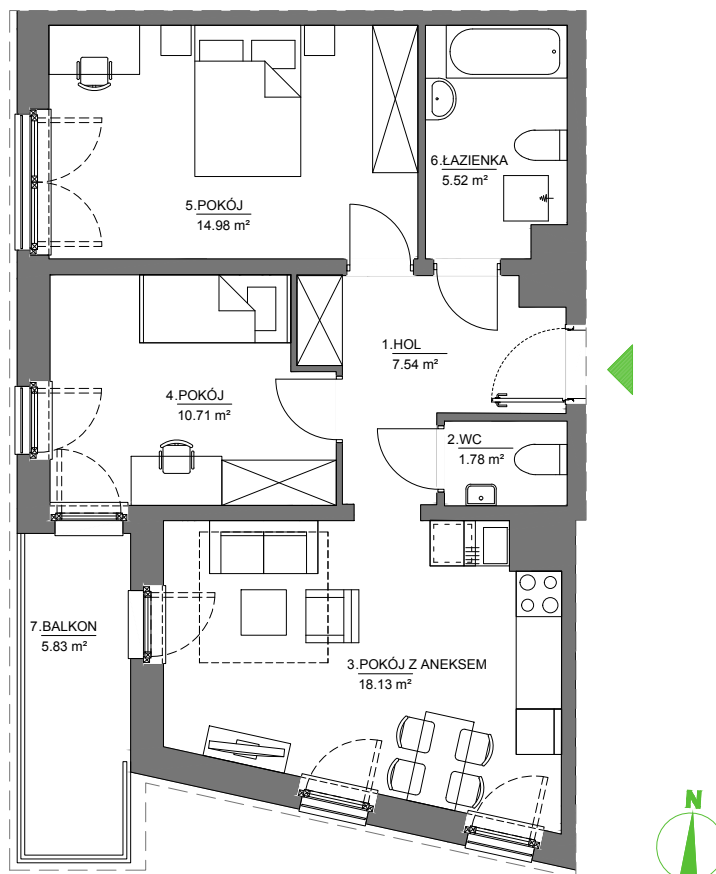 5.POKÓJ
14.98 m²
6.ŁAZIENKA
5.52 m²
1.HOL
7.54 m²
4.POKÓJ
10.71 m²
2.WC
1.78 m²
7.BALKON
5.83 m²
3.POKÓJ Z ANEKSEM
18.13 m²
N